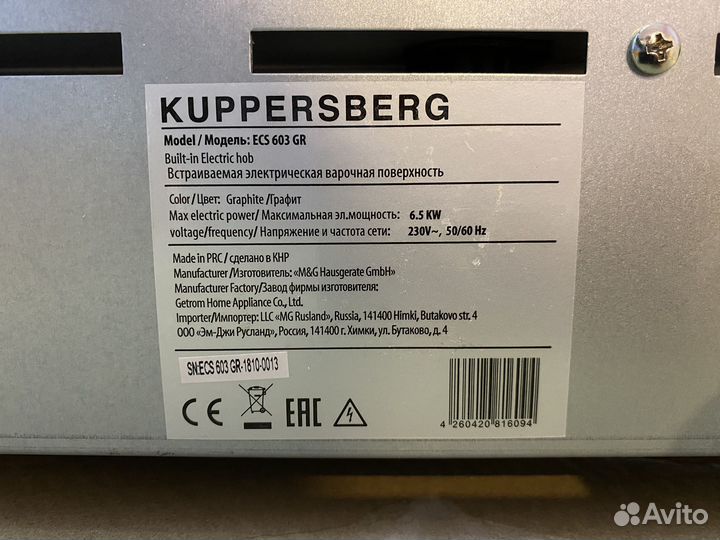 KUPPERSBERG
Model / Модель: ECS 603 GR
Built-in Electric hob
Встраиваемая электрическая варочная поверхность
Color /Цвет: Graphite /Графит
Max electric power/ Максимальная эл.мощность: 6.5 KW
voltage/frequency/ Напряжение и частота сети: 230V~, 50/60 Hz
Made in PRC / сделано в КНР
Manufacturer /Изготовитель: «M&G Hausgerate GmbH»
Manufacturer Factory/Завод фирмы изготовителя:
Getrom Home Appliance Co., Ltd.
Importer/Импортер: LLC «MG Rusland», Russia, 141400 Himki, Butakovo str. 4
ООО «Эм-Джи Русланд», Россия, 141400 г. Химки, ул. Бутаково, д. 4
SN:ECS 603 GR-1810-0013
CE EAC
4 260420 816094
Avito